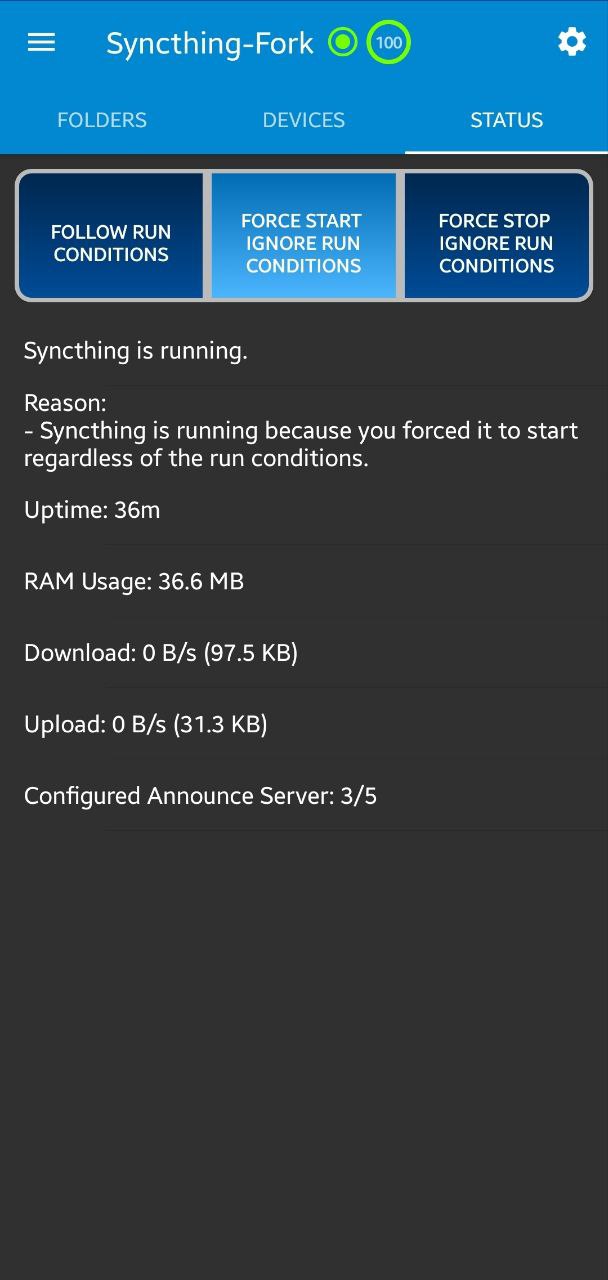 Syncthing-Fork 100
FOLDERS DEVICES STATUS
FOLLOW RUN
CONDITIONS
FORCE START
IGNORE RUN
CONDITIONS
FORCE STOP
IGNORE RUN
CONDITIONS
Syncthing is running.
Reason:
- Syncthing is running because you forced it to start
regardless of the run conditions.
Uptime: 36m
RAM Usage: 36.6 MB
Download: 0 B/s (97.5 KB)
Upload: 0 B/s (31.3 KB)
Configured Announce Server: 3/5